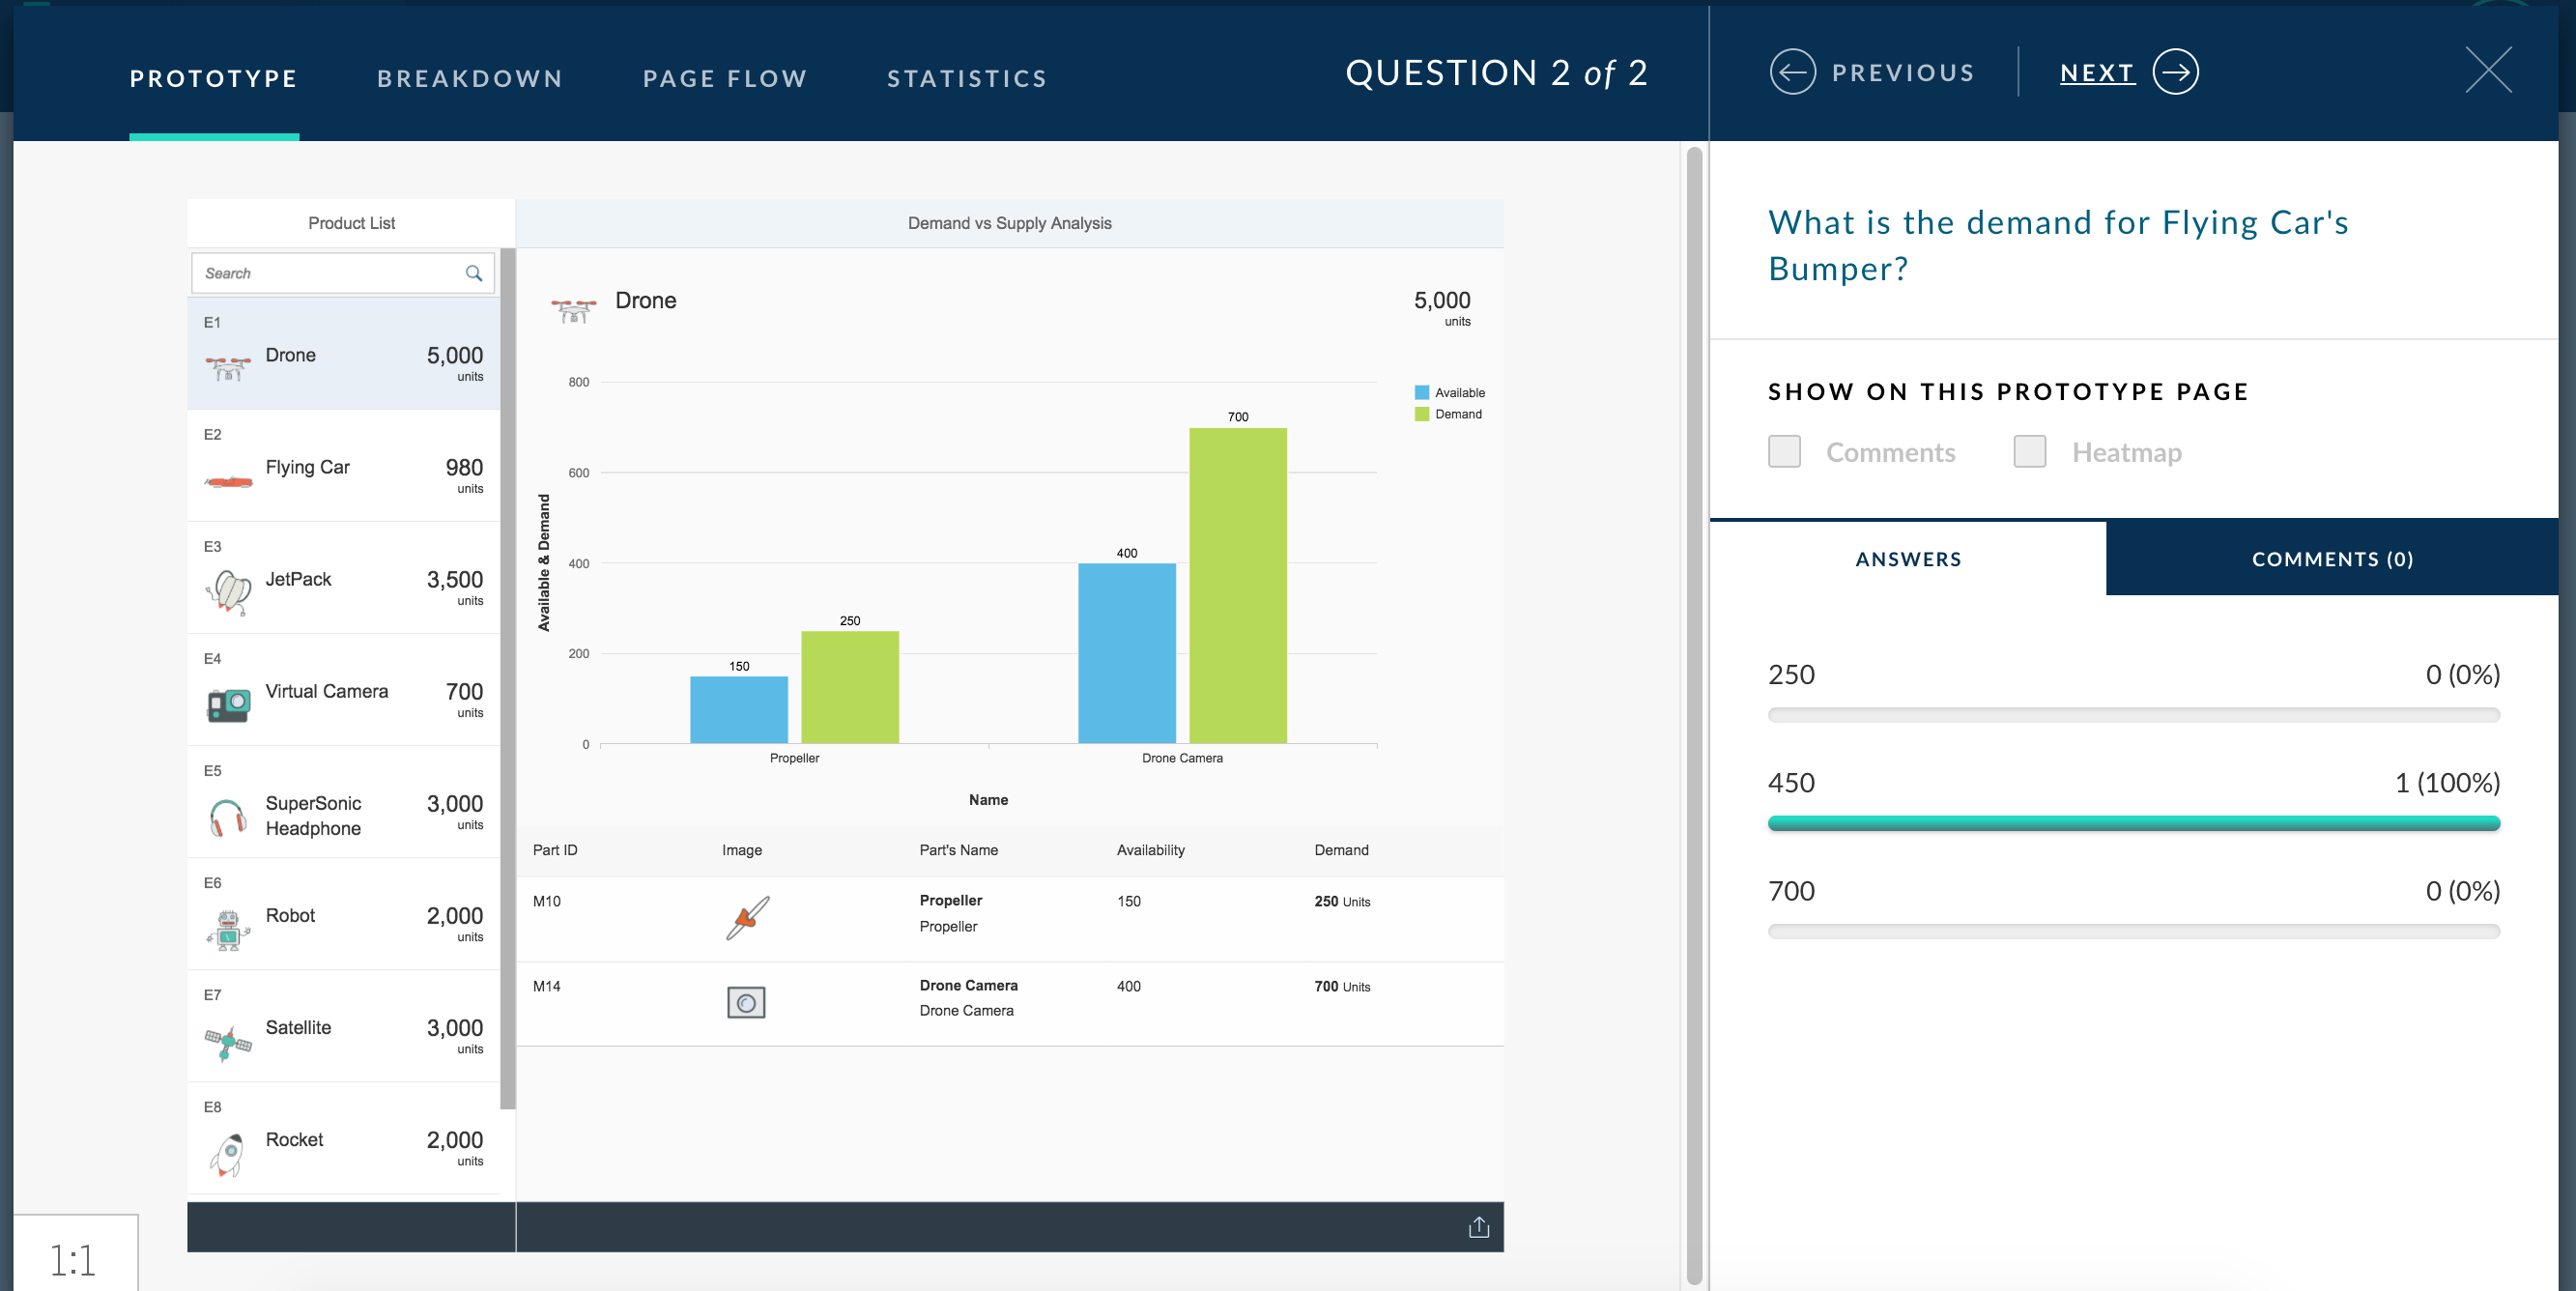 PROTOTYPE BREAKDOWN PAGE FLOW STATISTICS QUESTION 2 of 2 PREVIOUS NEXT
Product List
Search
E1
Drone 5,000
units
E2
Flying Car 980
units
E3
JetPack 3,500
units
E4
Virtual Camera 700
units
E5
SuperSonic 3,000
Headphone units
E6
Robot 2,000
units
E7
Satellite 3,000
units
E8
Rocket 2,000
units
Demand vs Supply Analysis
Drone 5,000
units
Available
Demand
Available & Demand
800
600
400
200
0
150
250
400
700
Propeller Drone Camera
Name
Part ID Image Part's Name Availability Demand
M10 Propeller 150 250 Units
Propeller
M14 Drone Camera 400 700 Units
Drone Camera
1:1
What is the demand for Flying Car's
Bumper?
SHOW ON THIS PROTOTYPE PAGE
Comments Heatmap
ANSWERS COMMENTS (0)
250 0 (0%)
450 1 (100%)
700 0 (0%)